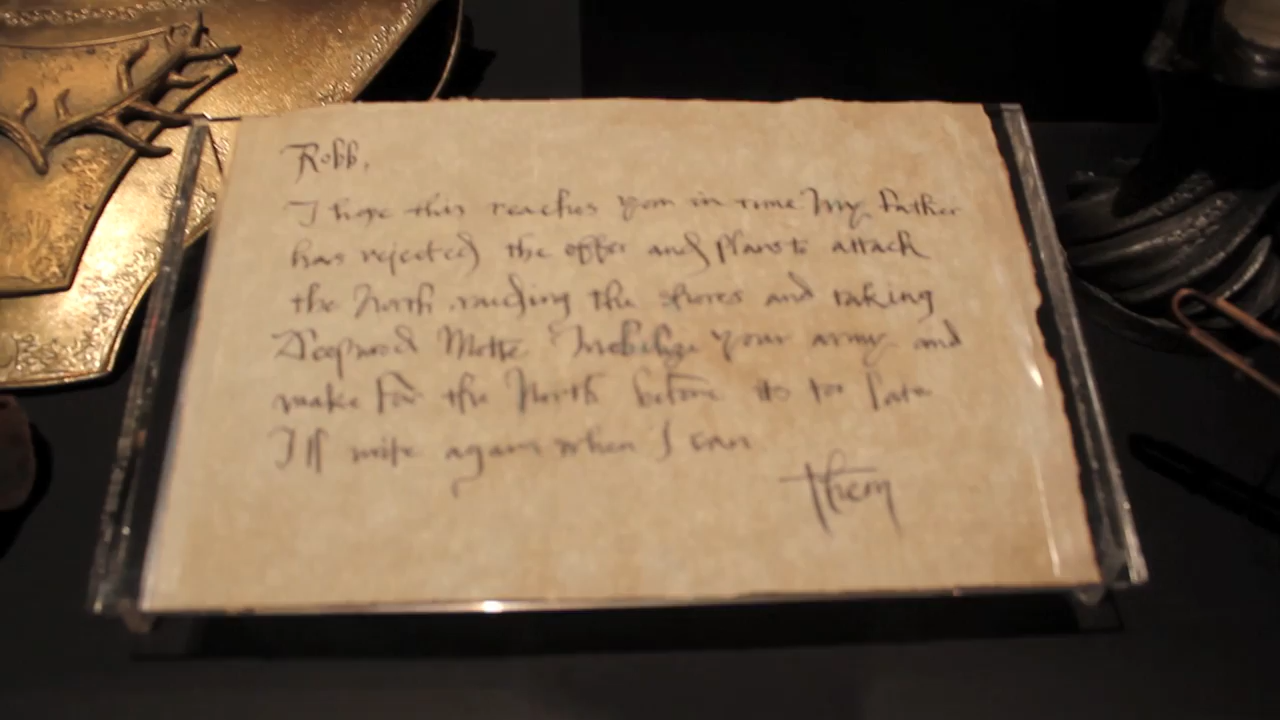 Robb,
I hope this reaches you in time My father
has rejected the offer and plans to attack
the North raiding the shores and taking
Deepwood Motte Mobilize your army and
make for the North before its too late
I'll write again when I can
Theon